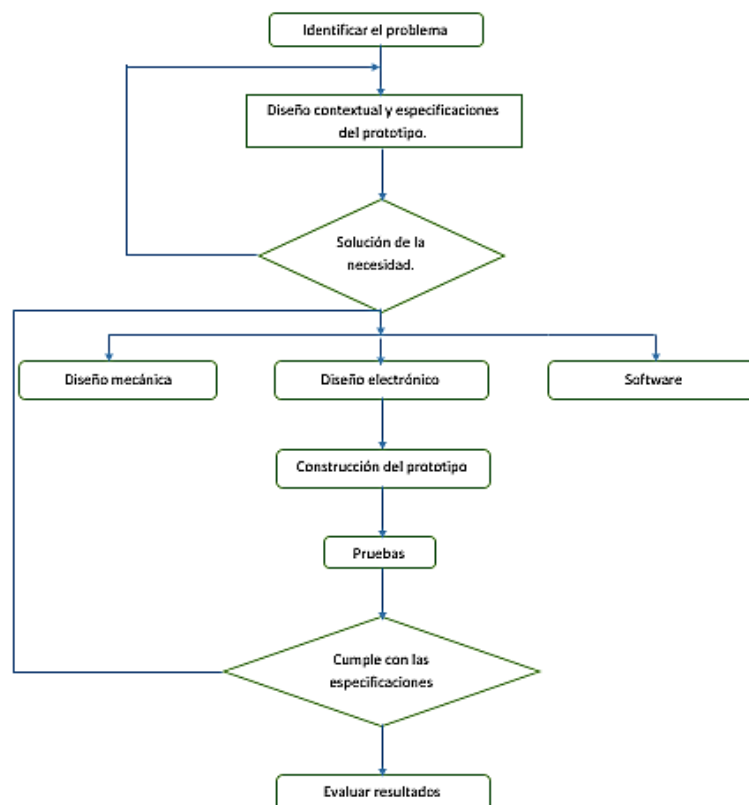 Identificar el problema
Diseño contextual y especificaciones
del prototipo.
Solución de la
necesidad.
Diseño mecánica
Diseño electrónico
Software
Construcción del prototipo
Pruebas
Cumple con las
especificaciones
Evaluar resultados